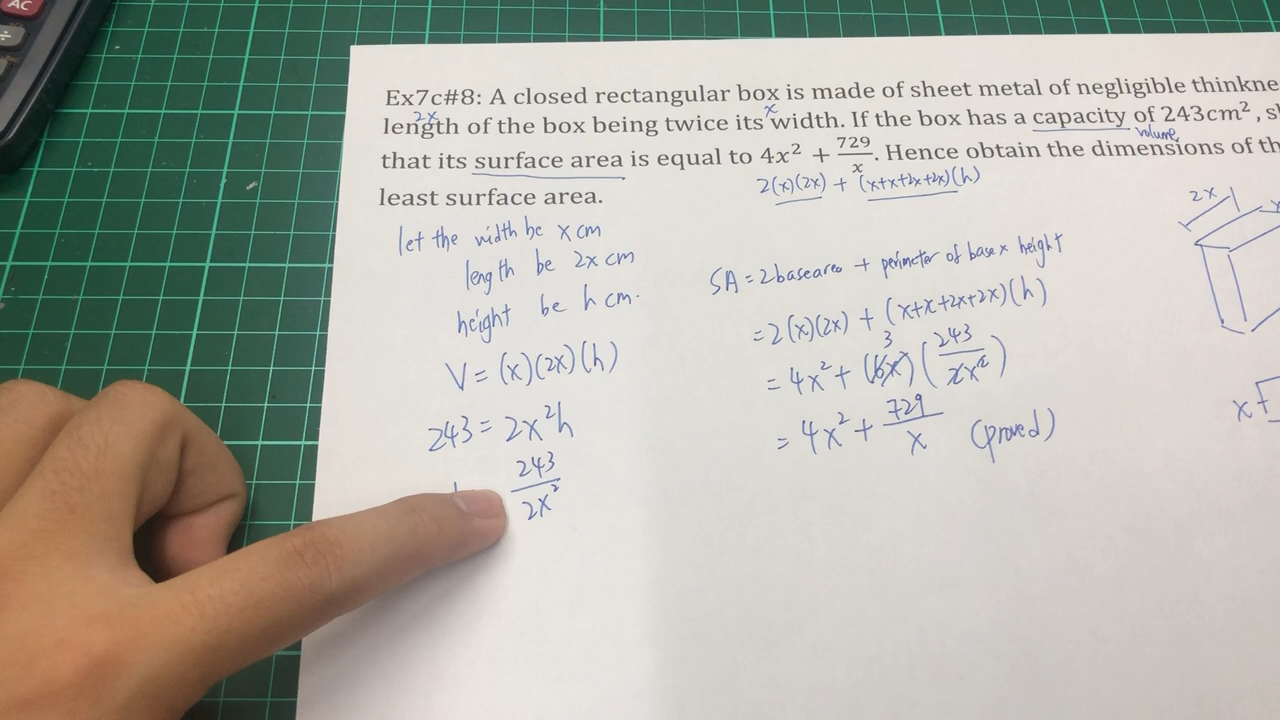 AC
÷
Ex7c#8: A closed rectangular box is made of sheet metal of negligible thinkne
2x
x
length of the box being twice its width. If the box has a capacity of 243cm², s
volume
that its surface area is equal to 4x² + 729/x. Hence obtain the dimensions of th
2(x)(2x) + (x+x+2x+2x)(h)
least surface area.
let the width be x cm
length be 2x cm
height be h cm.
V = (x)(2x)(h)
243 = 2x²h
243/2x²
SA = 2 base area + perimeter of base x height
= 2(x)(2x) + (x+x+2x+2x)(h)
3
= 4x² + (6x)(243/2x²)
= 4x² + 729/x (proved)
2x
x